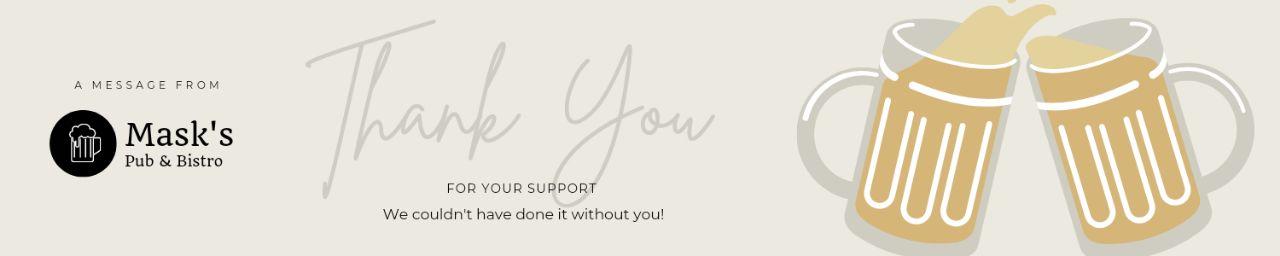 A MESSAGE FROM
Mask's
Pub & Bistro
Thank You
FOR YOUR SUPPORT
We couldn't have done it without you!